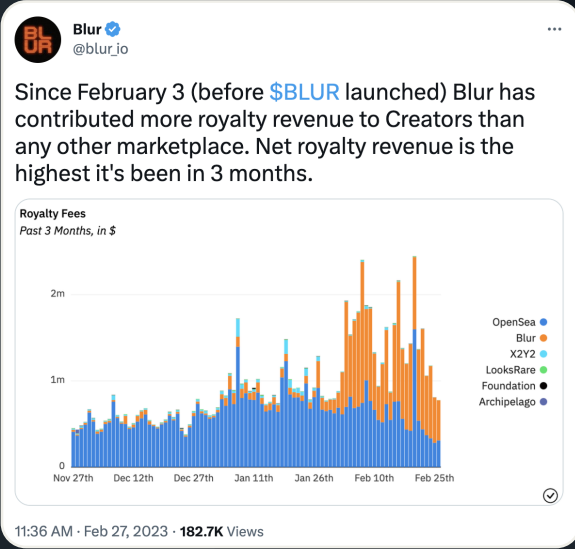 BL
UR
Blur
@blur_io
Since February 3 (before $BLUR launched) Blur has
contributed more royalty revenue to Creators than
any other marketplace. Net royalty revenue is the
highest it's been in 3 months.
Royalty Fees
Past 3 Months, in $
2m
1m
0
OpenSea
Blur
X2Y2
LooksRare
Foundation
Archipelago
Nov 27th Dec 12th Dec 27th Jan 11th Jan 26th Feb 10th Feb 25th
11:36 AM · Feb 27, 2023 · 182.7K Views